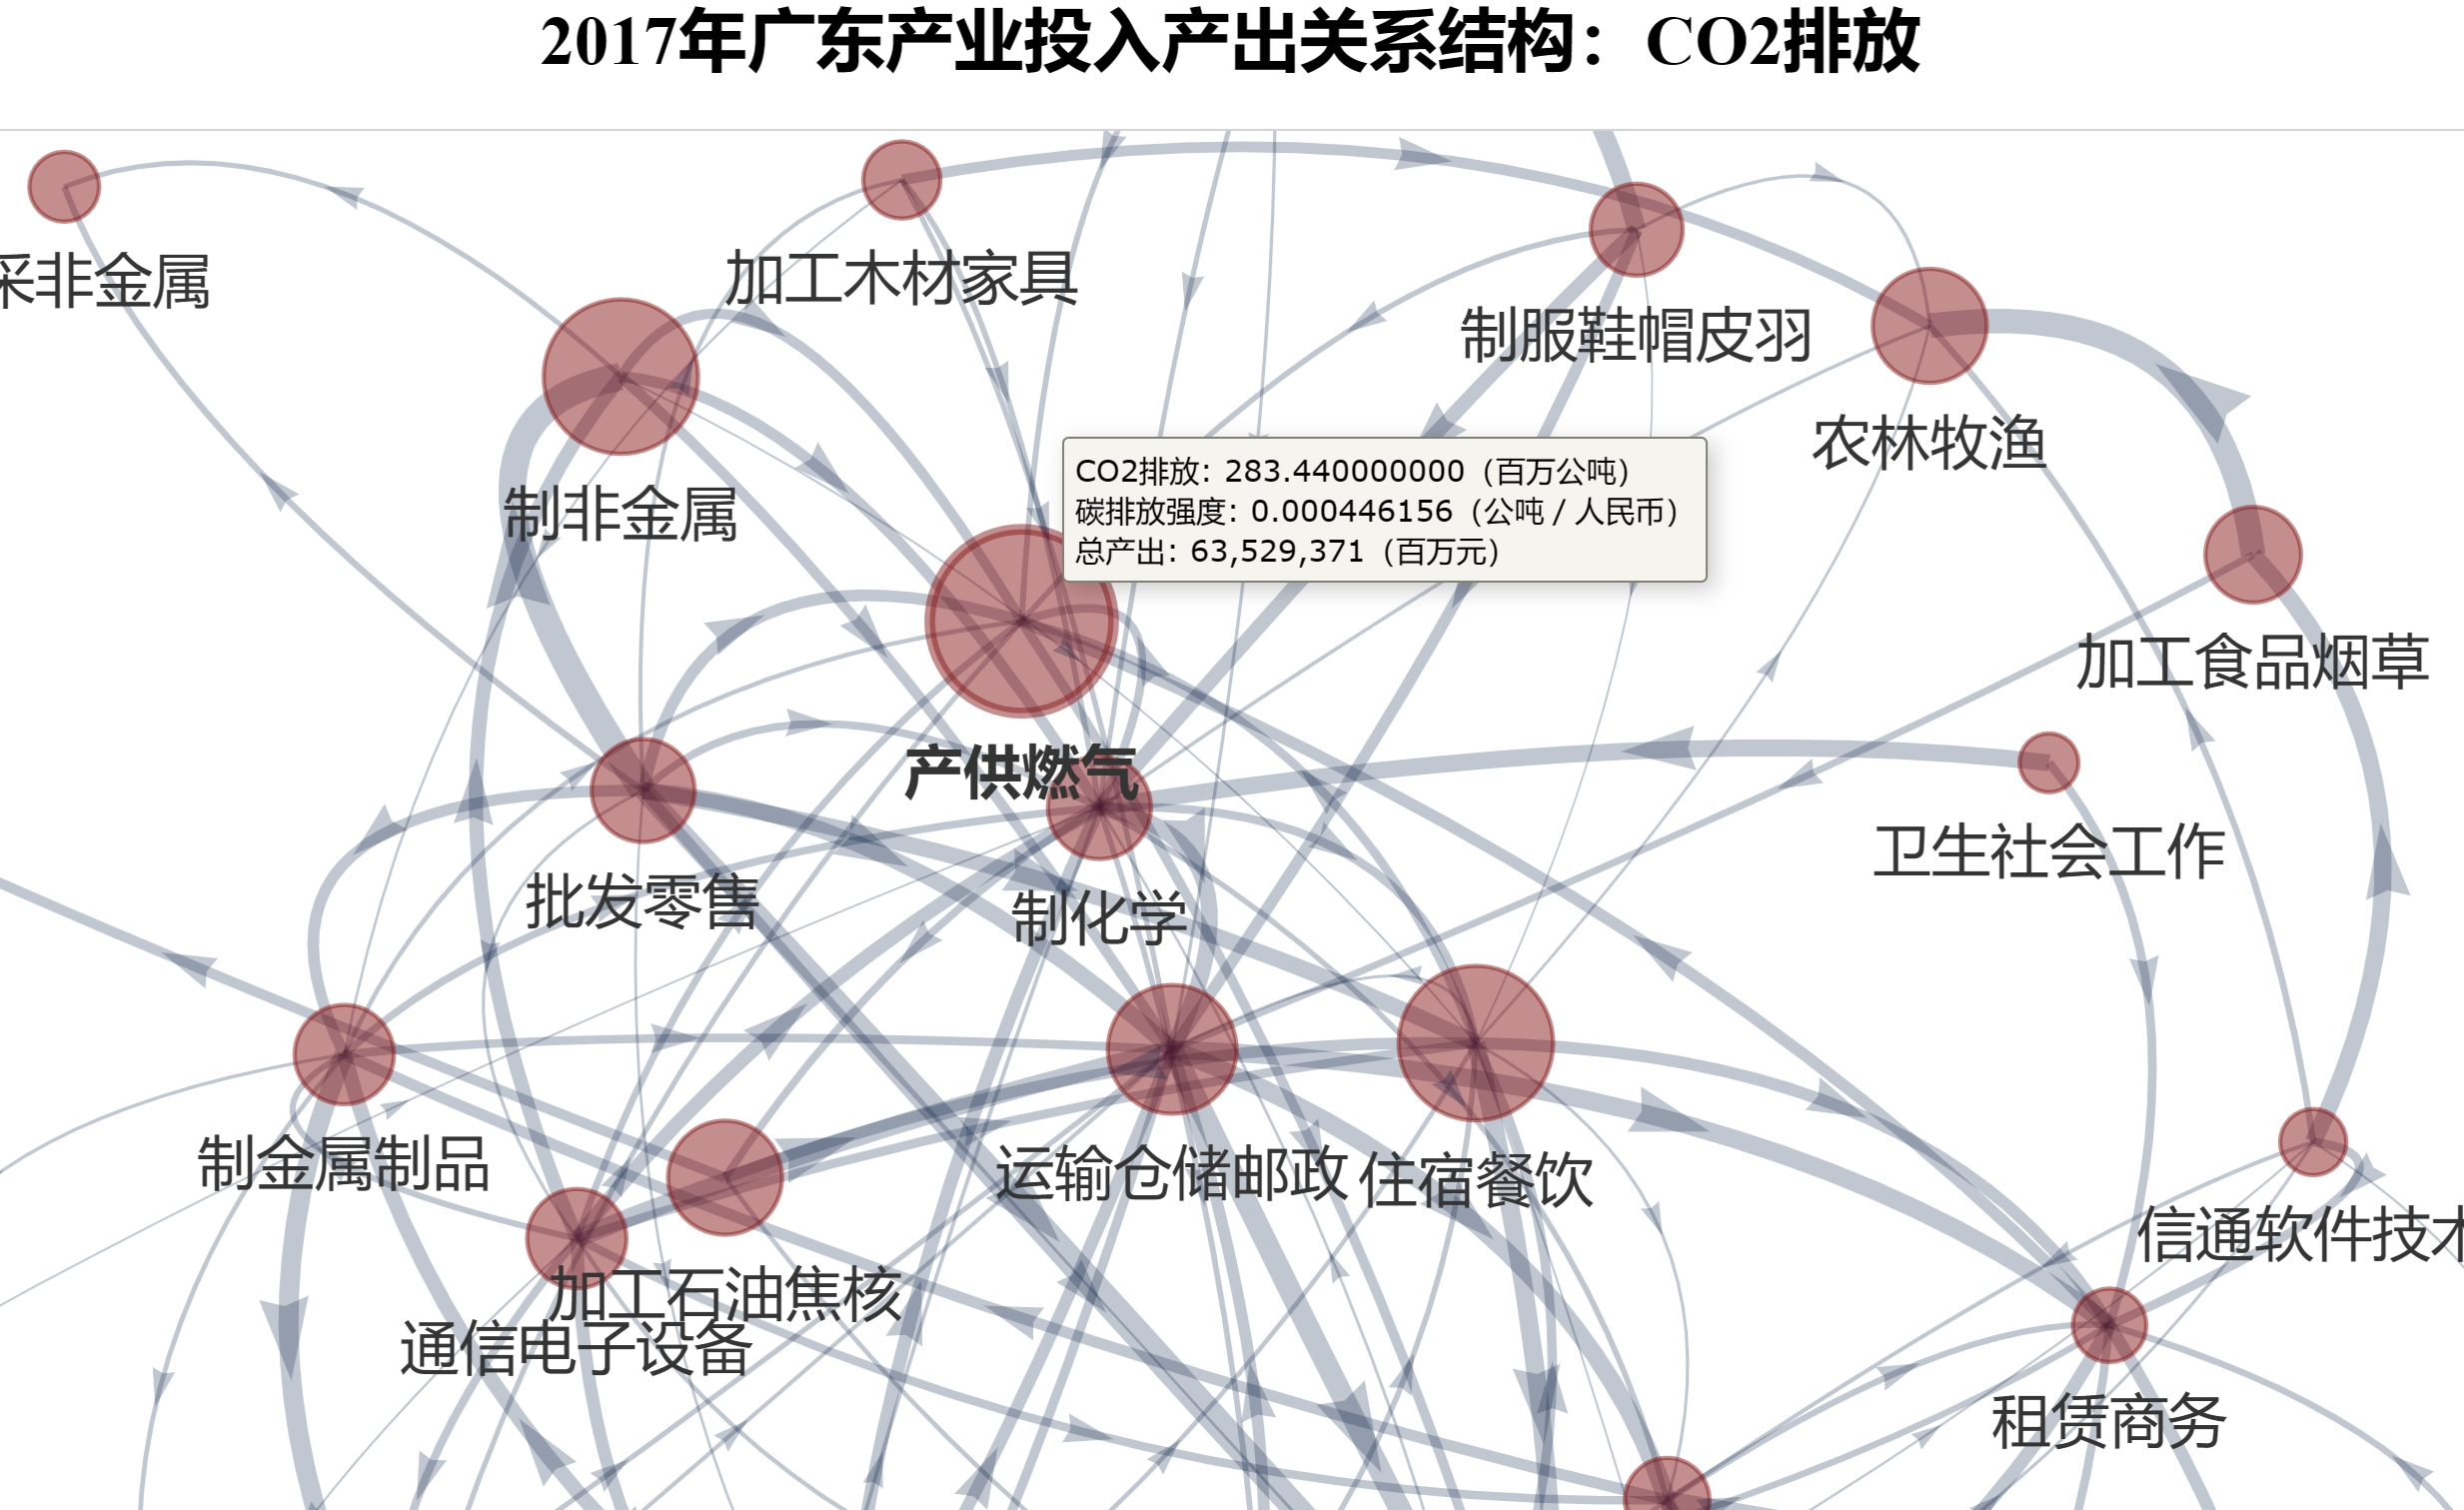 2017年广东产业投入产出关系结构：CO2排放
采非金属
加工木材家具
制服鞋帽皮羽
农林牧渔
CO2排放: 283.440000000（百万公吨）
碳排放强度: 0.000446156（公吨 / 人民币）
总产出: 63,529,371（百万元）
制非金属
加工食品烟草
产供燃气
卫生社会工作
批发零售
制化学
制金属制品
运输仓储邮政
住宿餐饮
信通软件技术
加工石油焦核
通信电子设备
租赁商务